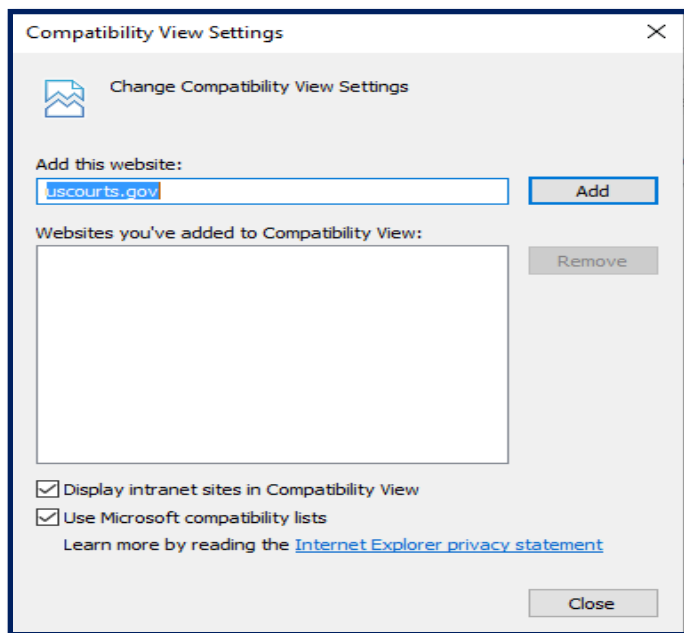 Compatibility View Settings
Change Compatibility View Settings
Add this website:
uscourts.gov
Add
Websites you've added to Compatibility View:
Remove
Display intranet sites in Compatibility View
Use Microsoft compatibility lists
Learn more by reading the Internet Explorer privacy statement
Close